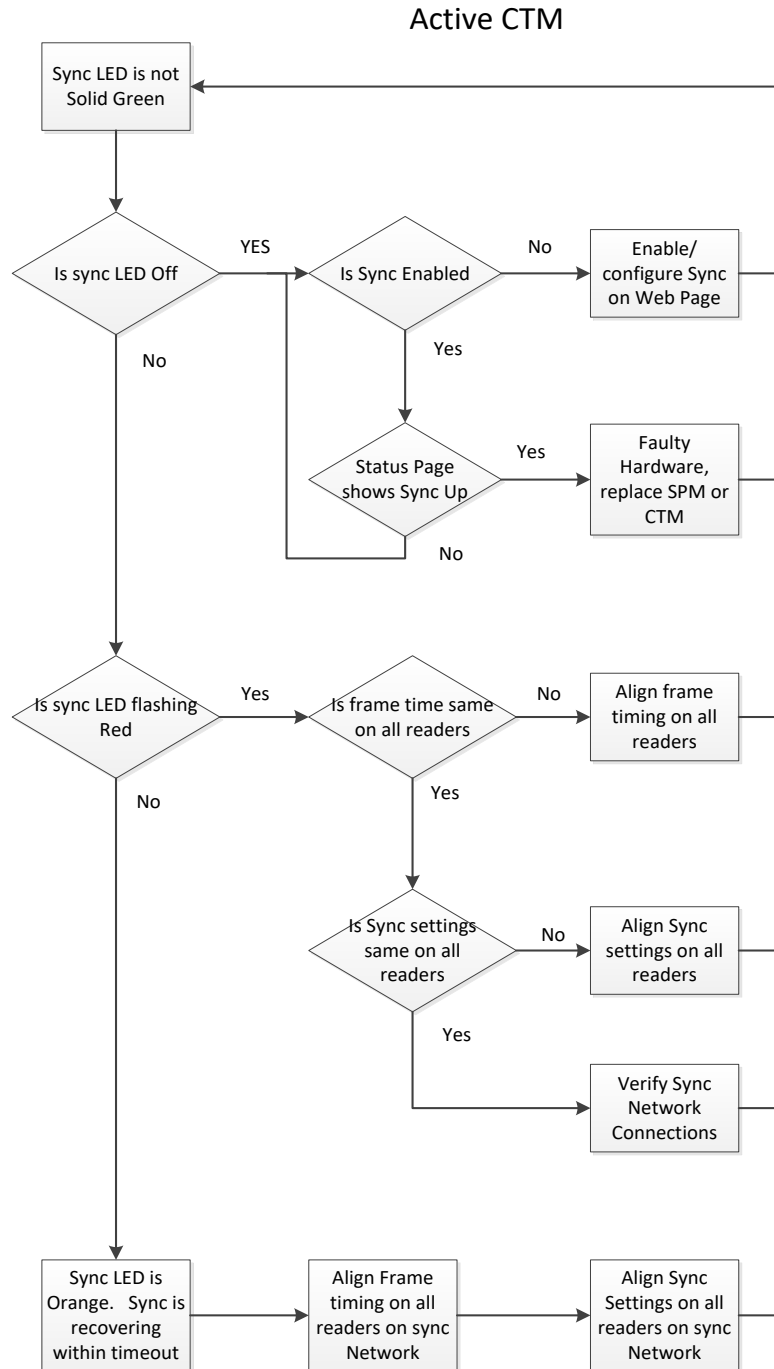 Active CTM
Sync LED is not
Solid Green
Is sync LED Off
YES
Is Sync Enabled
No
Enable/
configure Sync
on Web Page
No
Yes
Status Page
shows Sync Up
Yes
Faulty
Hardware,
replace SPM or
CTM
No
Is sync LED flashing
Red
Yes
Is frame time same
on all readers
No
Align frame
timing on all
readers
No
Yes
Is Sync settings
same on all
readers
No
Align Sync
settings on all
readers
Yes
Verify Sync
Network
Connections
Sync LED is
Orange. Sync is
recovering
within timeout
Align Frame
timing on all
readers on sync
Network
Align Sync
Settings on all
readers on sync
Network